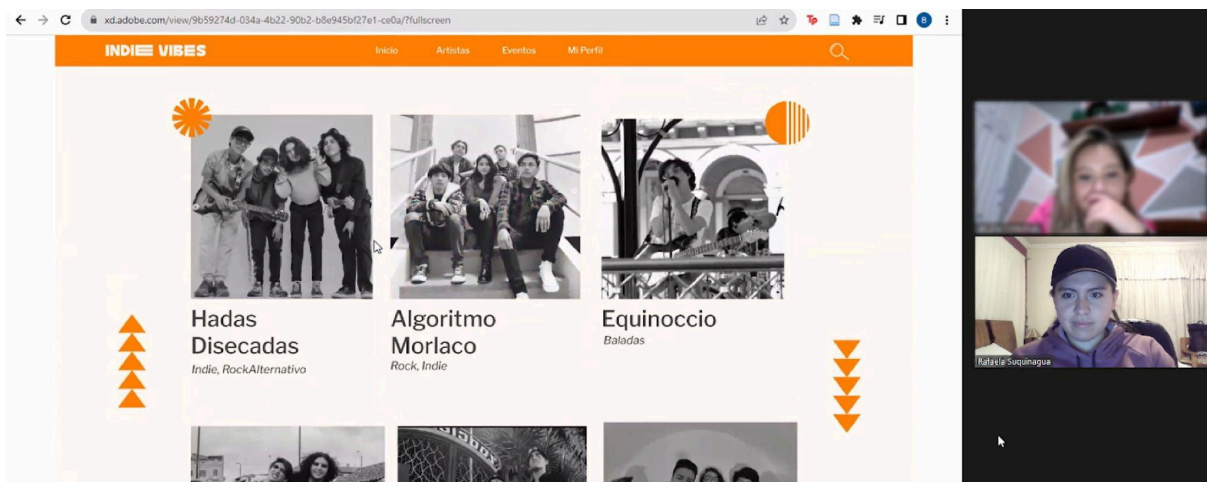 xd.adobe.com/view/9b59274d-034a-4b22-90b2-b8e945bf27e1-ce0a/?fullscreen
Tp
B
INDIE VIBES
Inicio Artistas Eventos Mi Perfil
Hadas
Disecadas
Indie, RockAlternativo
Algoritmo
Morlaco
Rock, Indie
Equinoccio
Baladas
Rafaela Suquinagua